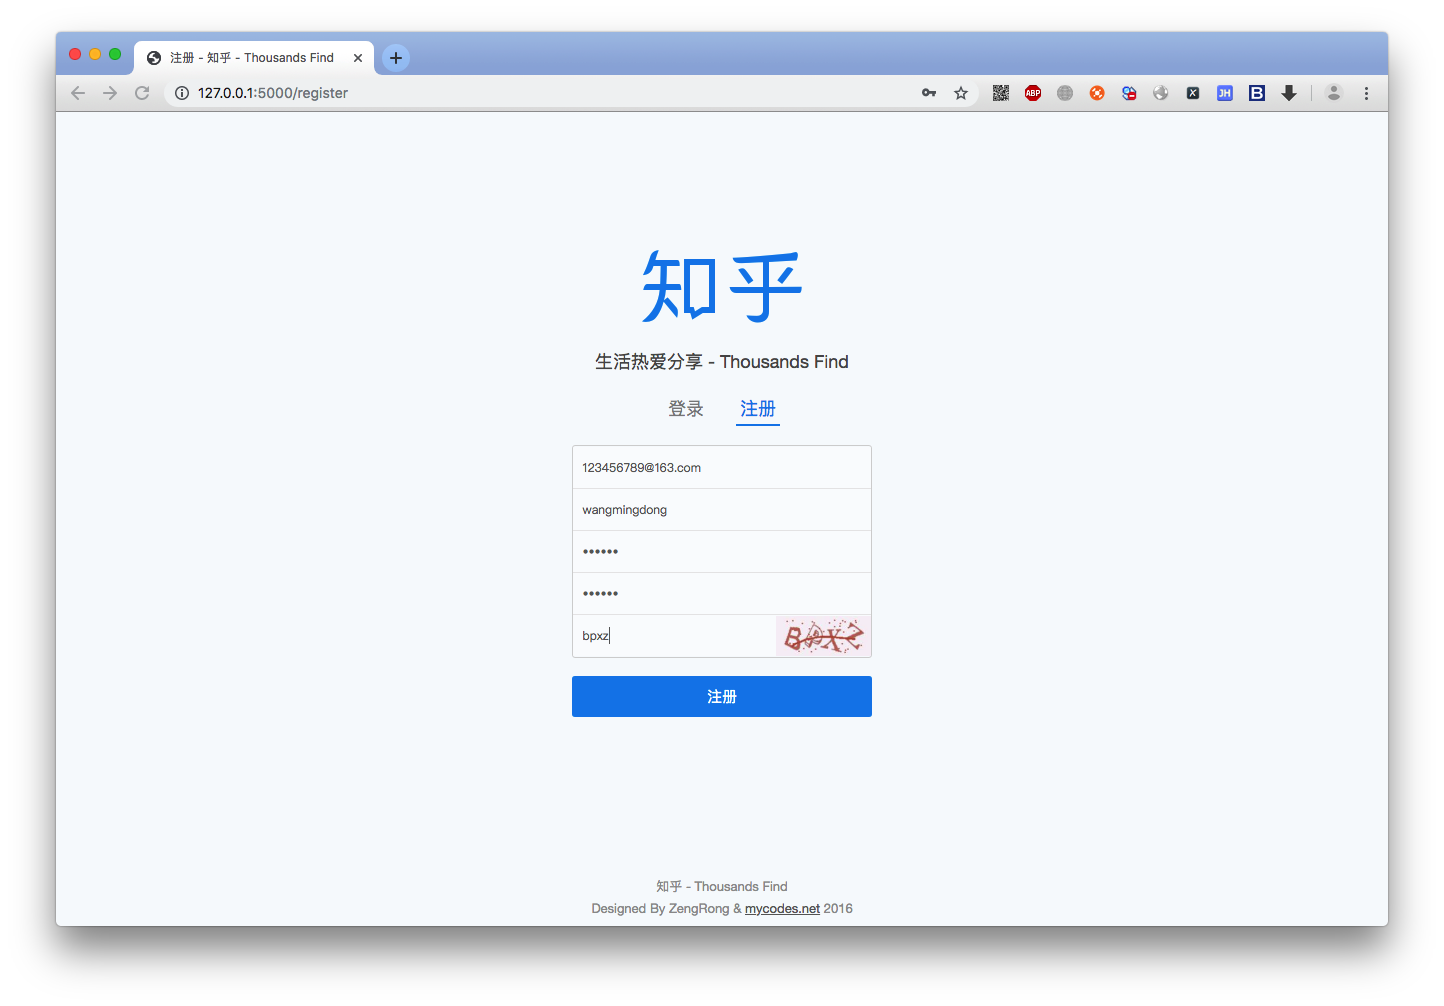 注册 - 知乎 - Thousands Find
127.0.0.1:5000/register
ABP
X
JH
B
知乎
生活热爱分享 - Thousands Find
登录 注册
123456789@163.com
wangmingdong
••••••
••••••
bpxz BPXZ
注册
知乎 - Thousands Find
Designed By ZengRong & mycodes.net 2016